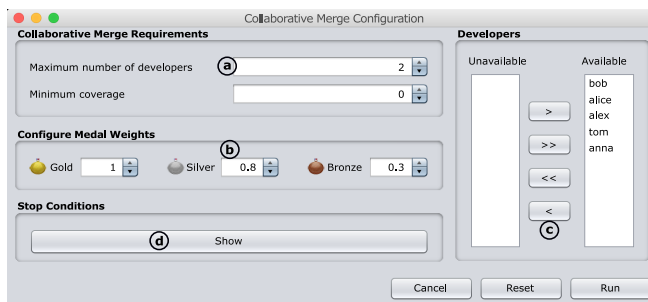 Collaborative Merge Configuration
Collaborative Merge Requirements
Maximum number of developers a 2
Minimum coverage 0
Configure Medal Weights
b
Gold 1 Silver 0.8 Bronze 0.3
Stop Conditions
d Show
Developers
Unavailable Available
bob
alice
alex
tom
anna
>
>>
<<
<
c
Cancel Reset Run